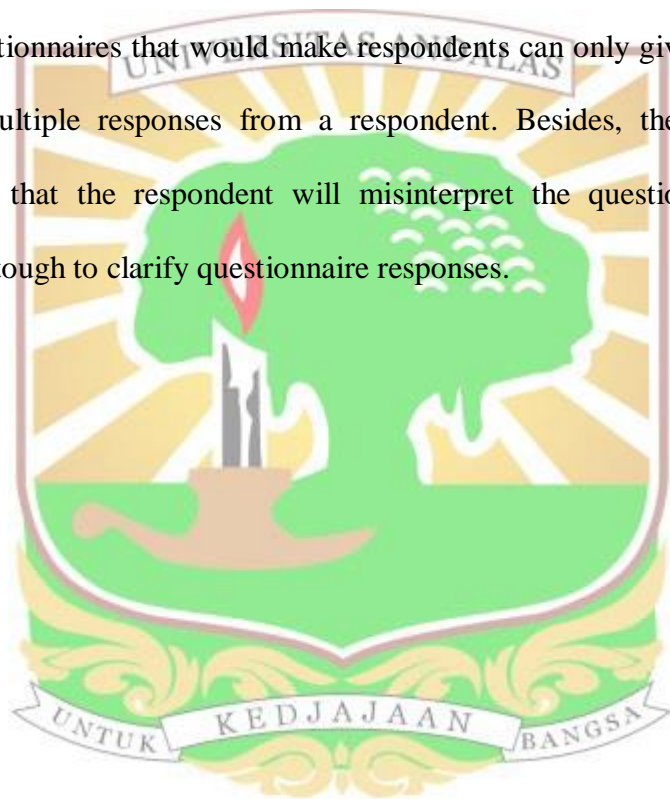 tionnaires that would make respondents can only giv
UNIVERSITAS ANDALAS
ultiple responses from a respondent. Besides, the
that the respondent will misinterpret the questio
tough to clarify questionnaire responses.
UNTUK KEDJAJAAN BANGSA